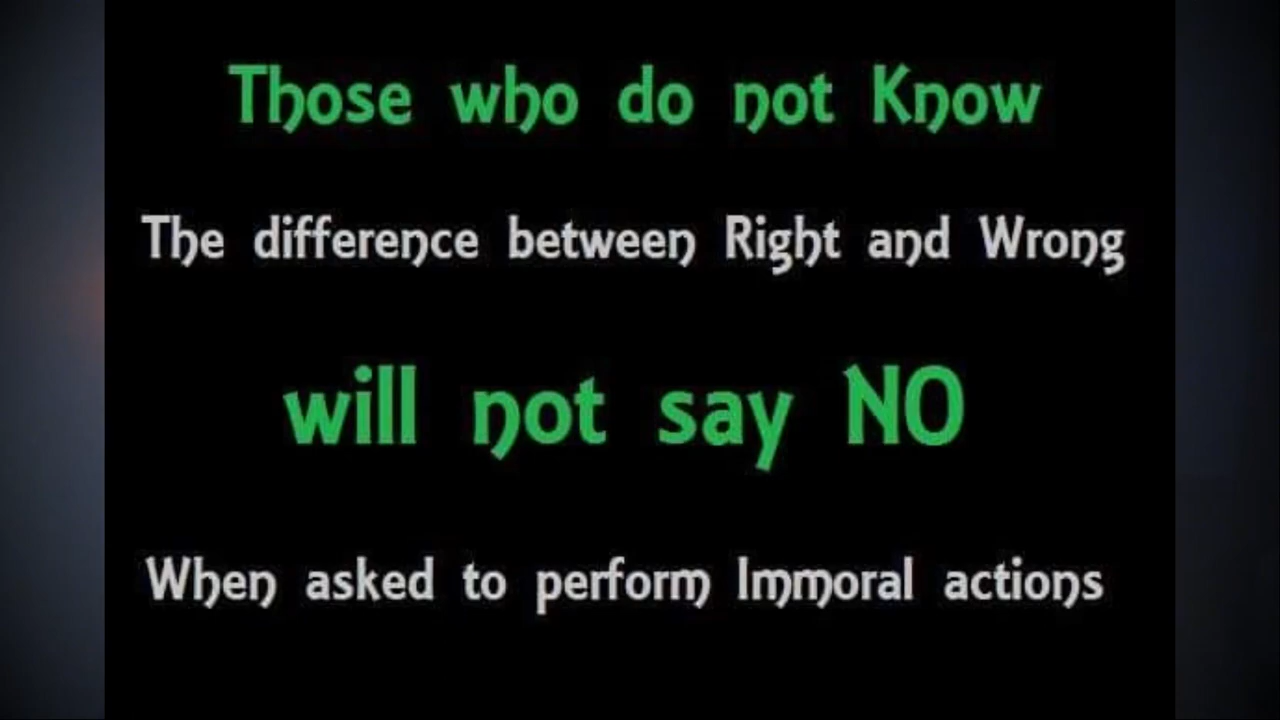 Those who do not Know
The difference between Right and Wrong
will not say NO
When asked to perform Immoral actions